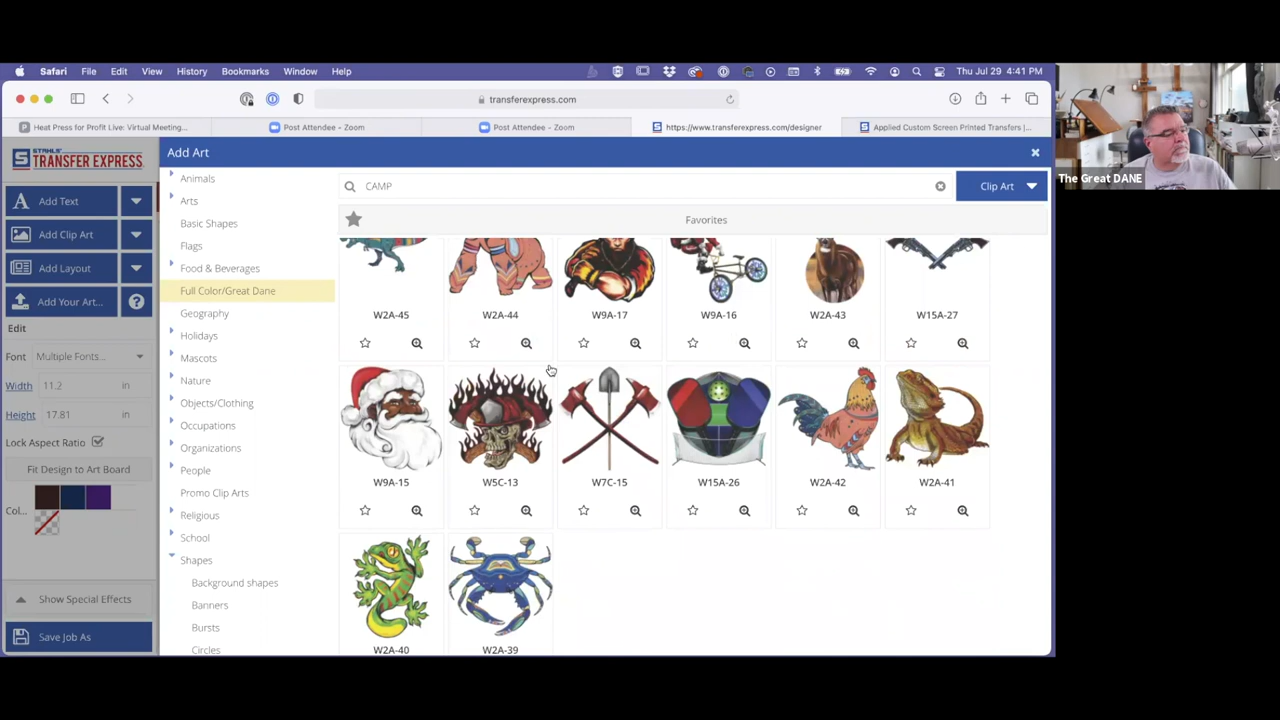 Safari File Edit View History Bookmarks Window Help Thu Jul 29 4:41 PM
transferexpress.com
Heat Press for Profit Live: Virtual Meeting... Post Attendee - Zoom Post Attendee - Zoom https://www.transferexpress.com/designer Applied Custom Screen Printed Transfers |...
STAHLS'
TRANSFER EXPRESS
Add Art
Add Text
Add Clip Art
Add Layout
Add Your Art... ?
Edit
Font Multiple Fonts...
Width 11.2 in
Height 17.81 in
Lock Aspect Ratio
Fit Design to Art Board
Col...
Show Special Effects
Save Job As
Animals
Arts
Basic Shapes
Flags
Food & Beverages
Full Color/Great Dane
Geography
Holidays
Mascots
Nature
Objects/Clothing
Occupations
Organizations
People
Promo Clip Arts
Religious
School
Shapes
Background shapes
Banners
Bursts
Circles
CAMP Clip Art
Favorites
W2A-45 W2A-44 W9A-17 W9A-16 W2A-43 W15A-27
W9A-15 W5C-13 W7C-15 W15A-26 W2A-42 W2A-41
W2A-40 W2A-39
The Great DANE